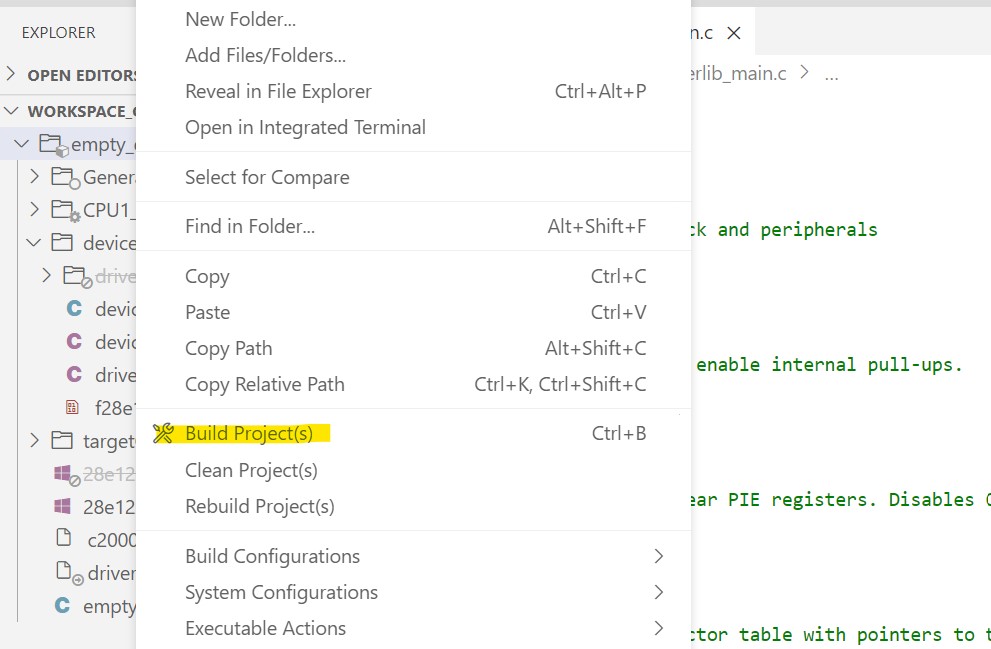 EXPLORER
OPEN EDITORS
WORKSPACE_
empty_
Gener
CPU1_
device
drive
devic
devic
drive
f28e1
target
28e12
28e12
c2000
driver
empty
New Folder...
Add Files/Folders...
Reveal in File Explorer Ctrl+Alt+P
Open in Integrated Terminal
Select for Compare
Find in Folder... Alt+Shift+F
Copy Ctrl+C
Paste Ctrl+V
Copy Path Alt+Shift+C
Copy Relative Path Ctrl+K, Ctrl+Shift+C
Build Project(s) Ctrl+B
Clean Project(s)
Rebuild Project(s)
Build Configurations
System Configurations
Executable Actions
n.c
erlib_main.c > ...
ck and peripherals
enable internal pull-ups.
ear PIE registers. Disables
ctor table with pointers to t